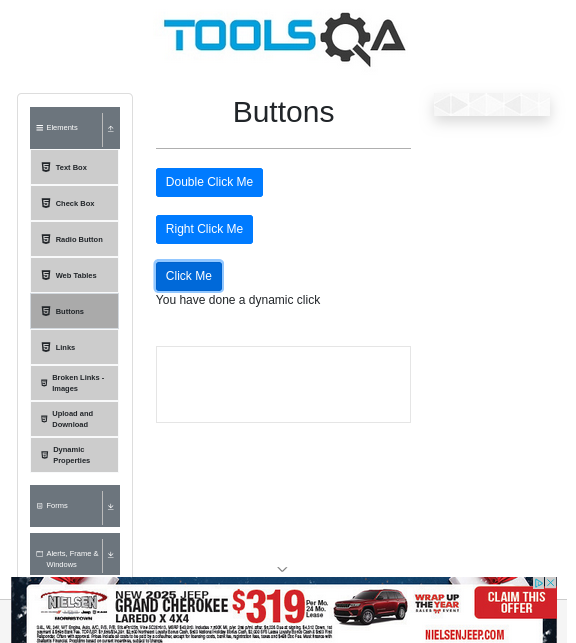 TOOLSQA
Elements
Text Box
Check Box
Radio Button
Web Tables
Buttons
Links
Broken Links -
Images
Upload and
Download
Dynamic
Properties
Forms
Alerts, Frame &
Windows
Buttons
Double Click Me
Right Click Me
Click Me
You have done a dynamic click
NIELSEN
MORRISTOWN
NEW 2025 JEEP
GRAND CHEROKEE
LAREDO X 4X4
$319
Per Mo.
24 Mo.
Lease
WRAP UP
THE YEAR
SALES EVENT
CLAIM THIS
OFFER
NIELSENJEEP.COM